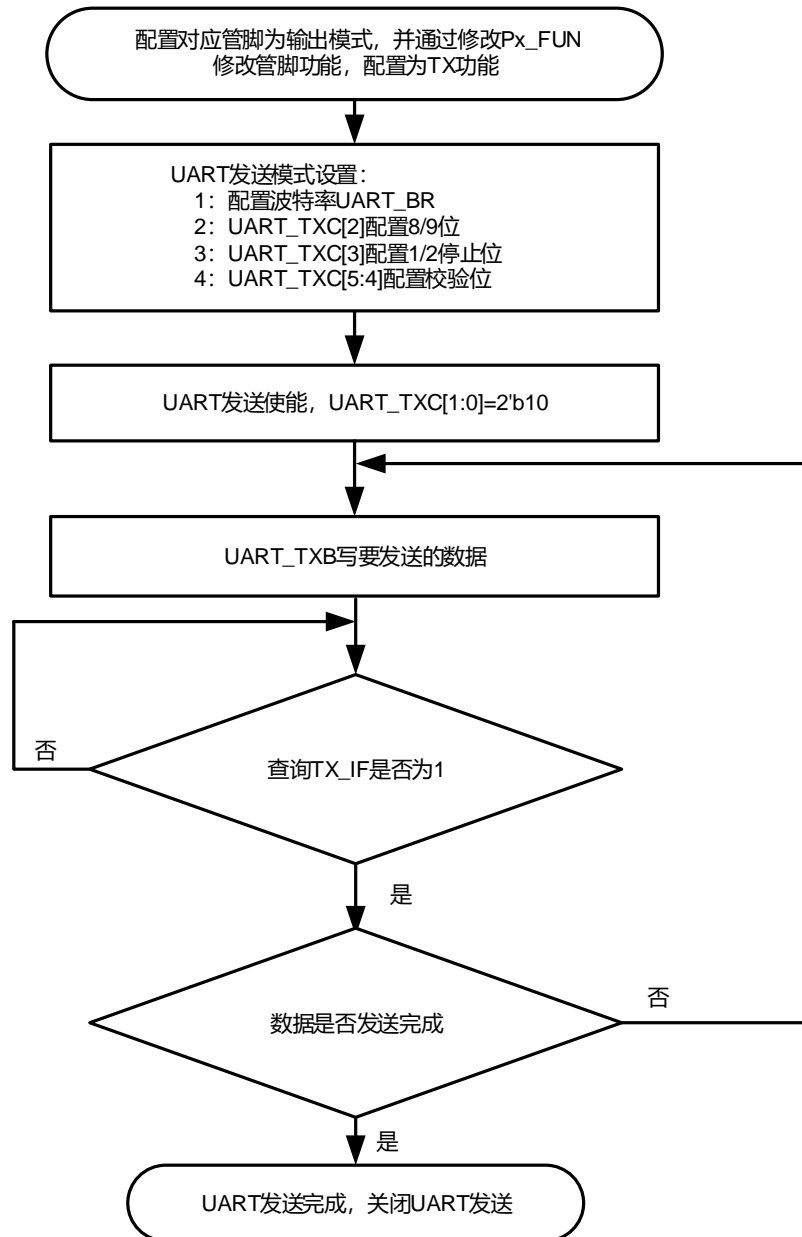 配置对应管脚为输出模式，并通过修改Px_FUN
修改管脚功能，配置为TX功能
UART发送模式设置：
1：配置波特率UART_BR
2：UART_TXC[2]配置8/9位
3：UART_TXC[3]配置1/2停止位
4：UART_TXC[5:4]配置校验位
UART发送使能，UART_TXC[1:0]=2'b10
UART_TXB写要发送的数据
否
查询TX_IF是否为1
是
数据是否发送完成
否
是
UART发送完成，关闭UART发送